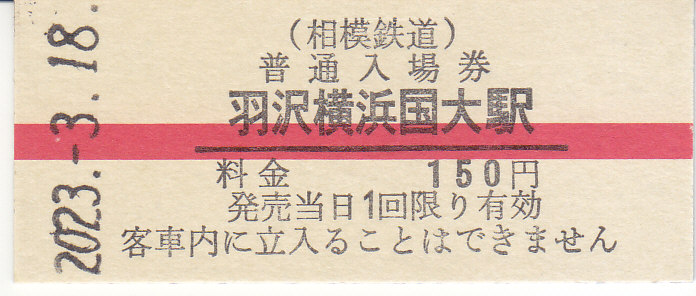 2023.-3.18.
(相模鉄道)
普通入場券
羽沢横浜国大駅
料金 150円
発売当日1回限り有効
客車内に立入ることはできません